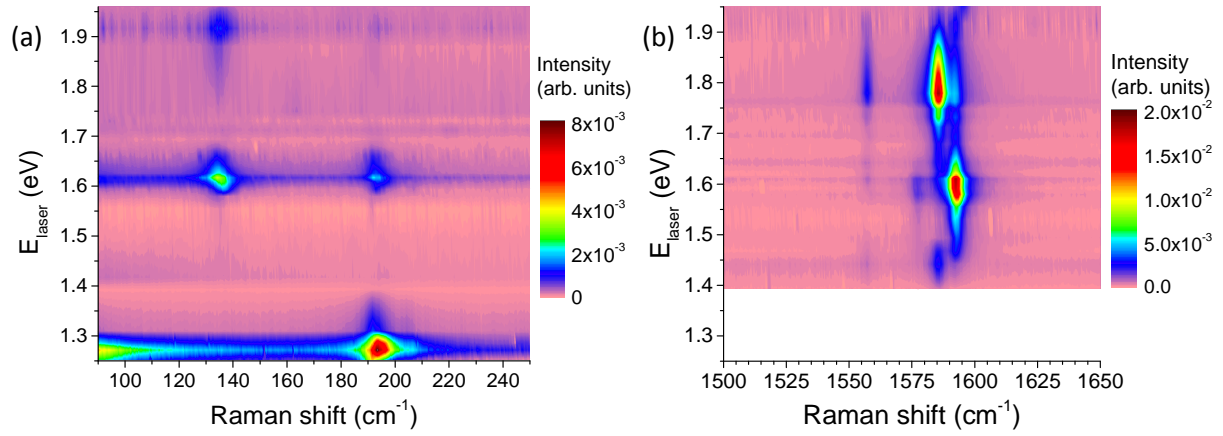 (a)
1.9
1.8
1.7
1.6
1.5
1.4
1.3
E_laser (eV)
100 120 140 160 180 200 220 240
Raman shift (cm⁻¹)
Intensity
(arb. units)
8x10⁻³
6x10⁻³
4x10⁻³
2x10⁻³
0
(b)
1.9
1.8
1.7
1.6
1.5
1.4
1.3
E_laser (eV)
1500 1525 1550 1575 1600 1625 1650
Raman shift (cm⁻¹)
Intensity
(arb. units)
2.0x10⁻²
1.5x10⁻²
1.0x10⁻²
5.0x10⁻³
0.0